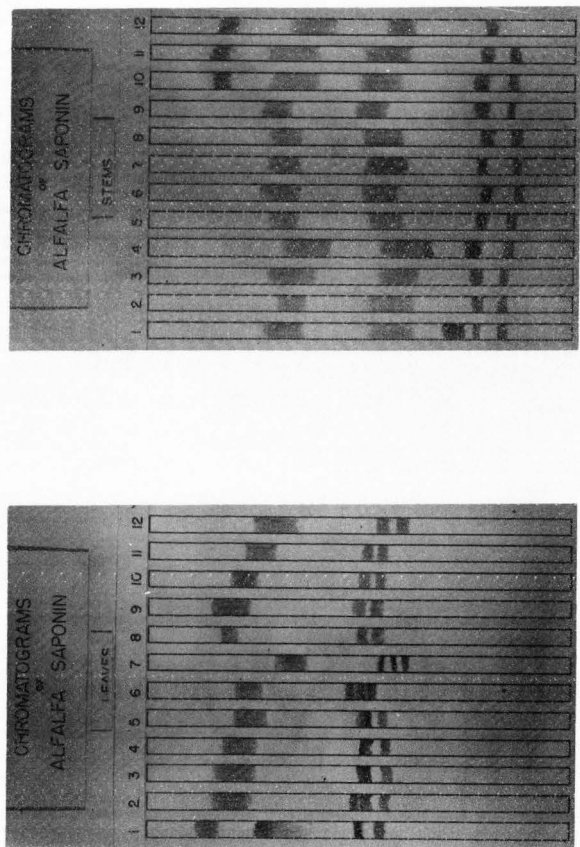 CHROMATOGRAMS
OF
ALFALFA SAPONIN
STEMS
1 2 3 4 5 6 7 8 9 10 11 12
CHROMATOGRAMS
OF
ALFALFA SAPONIN
LEAVES
1 2 3 4 5 6 7 8 9 10 11 12